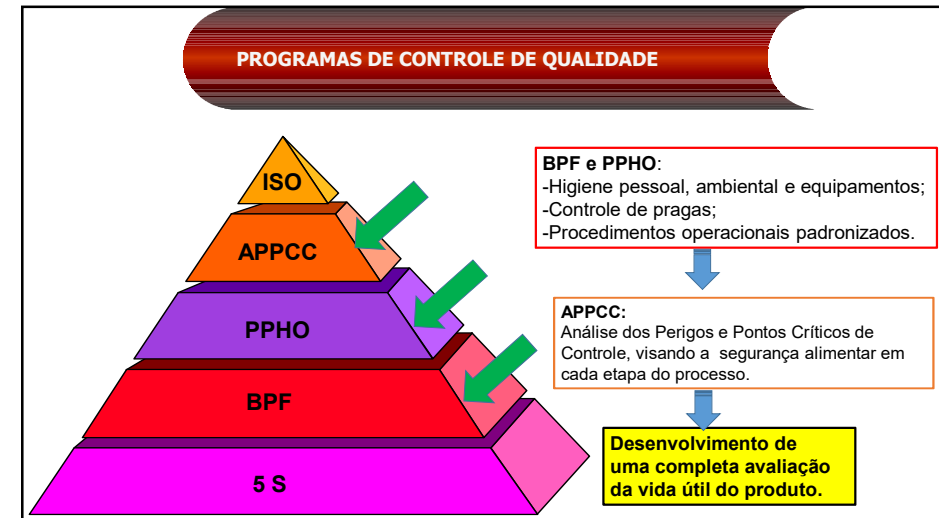 PROGRAMAS DE CONTROLE DE QUALIDADE
ISO
APPCC
PPHO
BPF
5 S
BPF e PPHO:
-Higiene pessoal, ambiental e equipamentos;
-Controle de pragas;
-Procedimentos operacionais padronizados.
APPCC:
Análise dos Perigos e Pontos Críticos de
Controle, visando a segurança alimentar em
cada etapa do processo.
Desenvolvimento de
uma completa avaliação
da vida útil do produto.